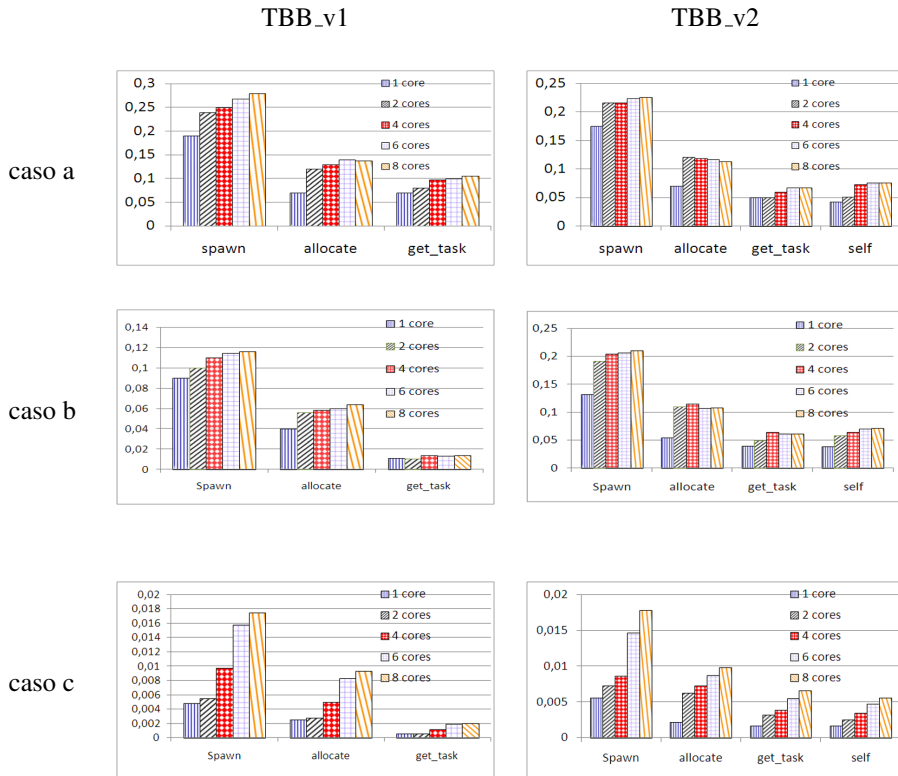 TBB_v1 TBB_v2
caso a
0,3
0,25
0,2
0,15
0,1
0,05
0
1 core
2 cores
4 cores
6 cores
8 cores
spawn allocate get_task
0,25
0,2
0,15
0,1
0,05
0
1 core
2 cores
4 cores
6 cores
8 cores
spawn allocate get_task self
caso b
0,14
0,12
0,1
0,08
0,06
0,04
0,02
0
1 core
2 cores
4 cores
6 cores
8 cores
Spawn allocate get_task
0,25
0,2
0,15
0,1
0,05
0
1 core
2 cores
4 cores
6 cores
8 cores
Spawn allocate get_task self
caso c
0,02
0,018
0,016
0,014
0,012
0,01
0,008
0,006
0,004
0,002
0
1 core
2 cores
4 cores
6 cores
8 cores
Spawn allocate get_task
0,02
0,015
0,01
0,005
0
1 core
2 cores
4 cores
6 cores
8 cores
Spawn allocate get_task self